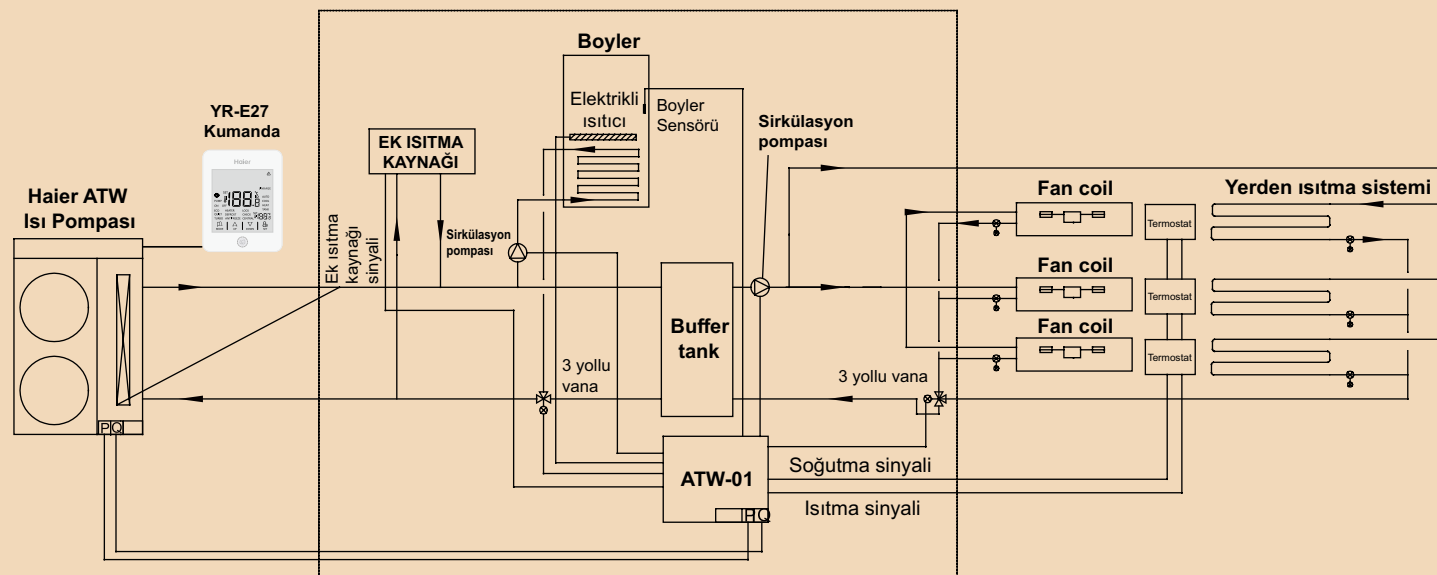 Boyler
YR-E27
Kumanda
Elektrikli
ısıtıcı
Boyler
Sensörü
Sirkülasyon
pompası
EK ISITMA
KAYNAĞI
Haier
Haier ATW
Isı Pompası
Ek ısıtma
kaynağı
sinyali
Sirkülasyon
pompası
Fan coil
Yerden ısıtma sistemi
Termostat
Fan coil
Termostat
Buffer
tank
Fan coil
Termostat
3 yollu
vana
3 yollu vana
PQ
ATW-01
Soğutma sinyali
Isıtma sinyali
PQ